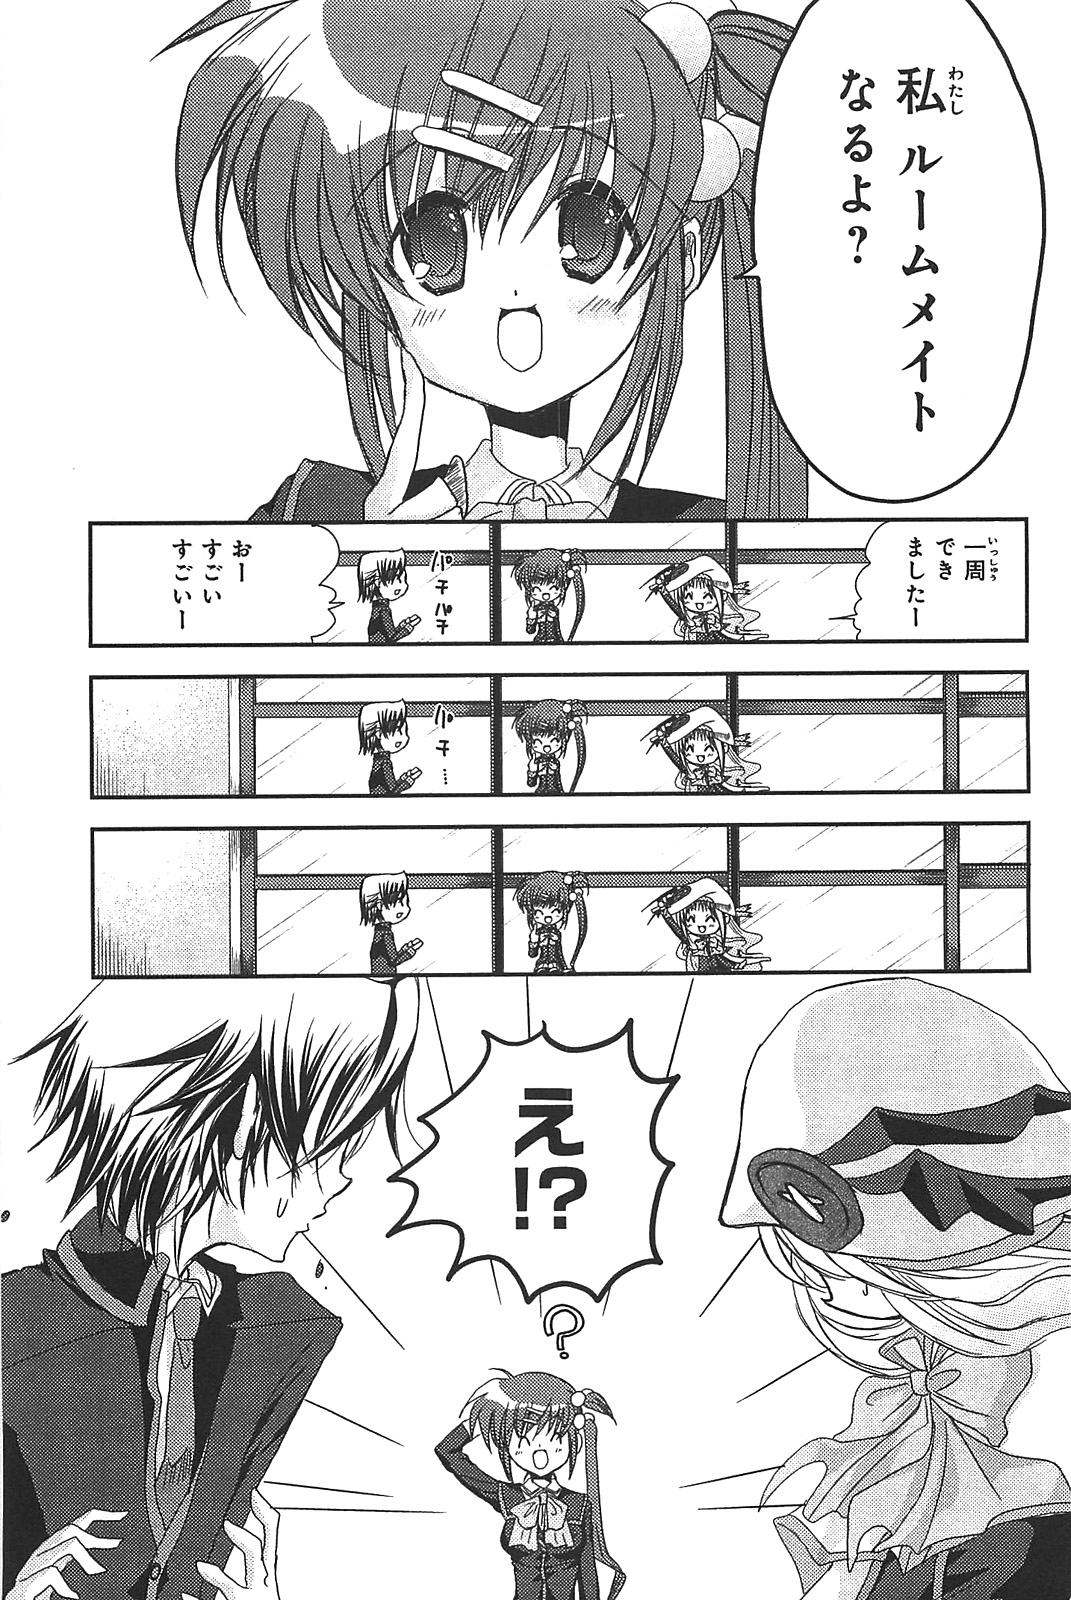 私 ルームメイト
わたし
なるよ？
一周
いっしゅう
でき
ましたー
パチパチ
おー
すごい
すごいー
パチ…
え!?
？